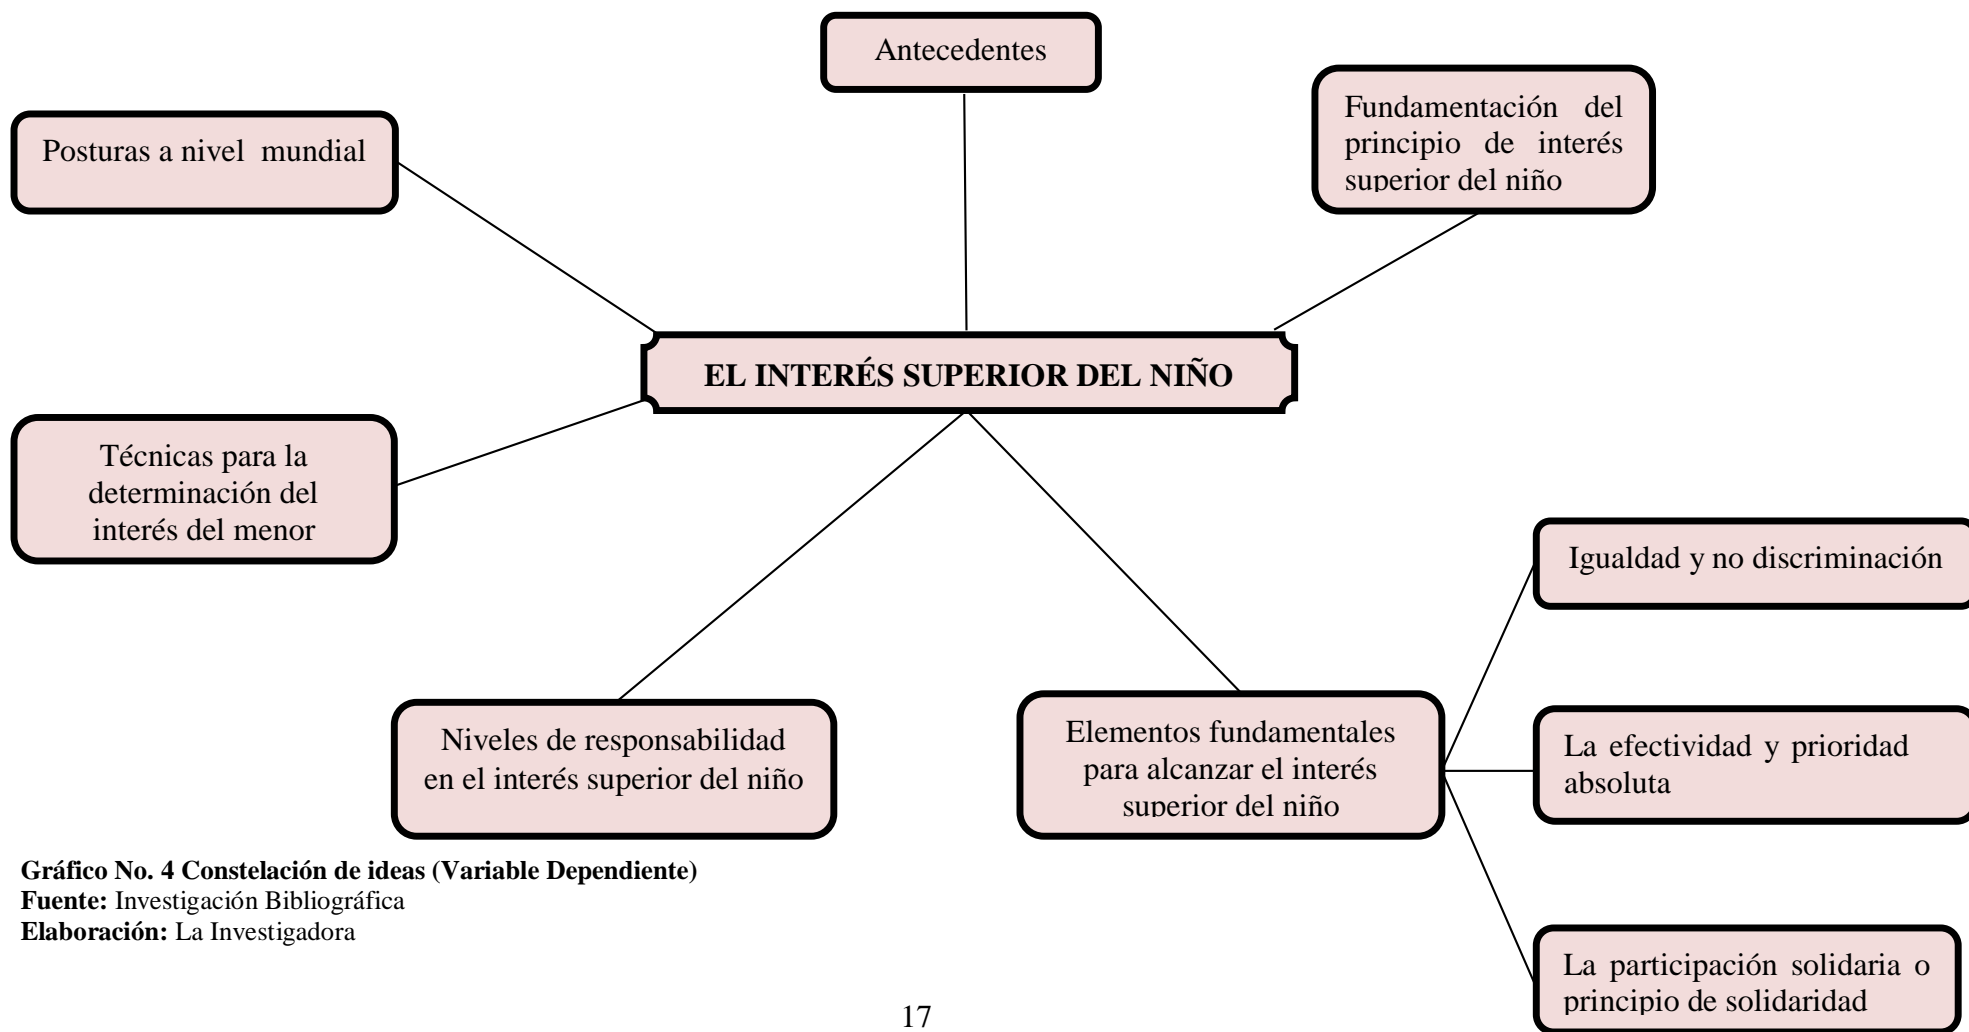 Antecedentes
Fundamentación del
principio de interés
superior del niño
Posturas a nivel mundial
EL INTERÉS SUPERIOR DEL NIÑO
Técnicas para la
determinación del
interés del menor
Igualdad y no discriminación
Niveles de responsabilidad
en el interés superior del niño
Elementos fundamentales
para alcanzar el interés
superior del niño
La efectividad y prioridad
absoluta
La participación solidaria o
principio de solidaridad
Gráfico No. 4 Constelación de ideas (Variable Dependiente)
Fuente: Investigación Bibliográfica
Elaboración: La Investigadora
17